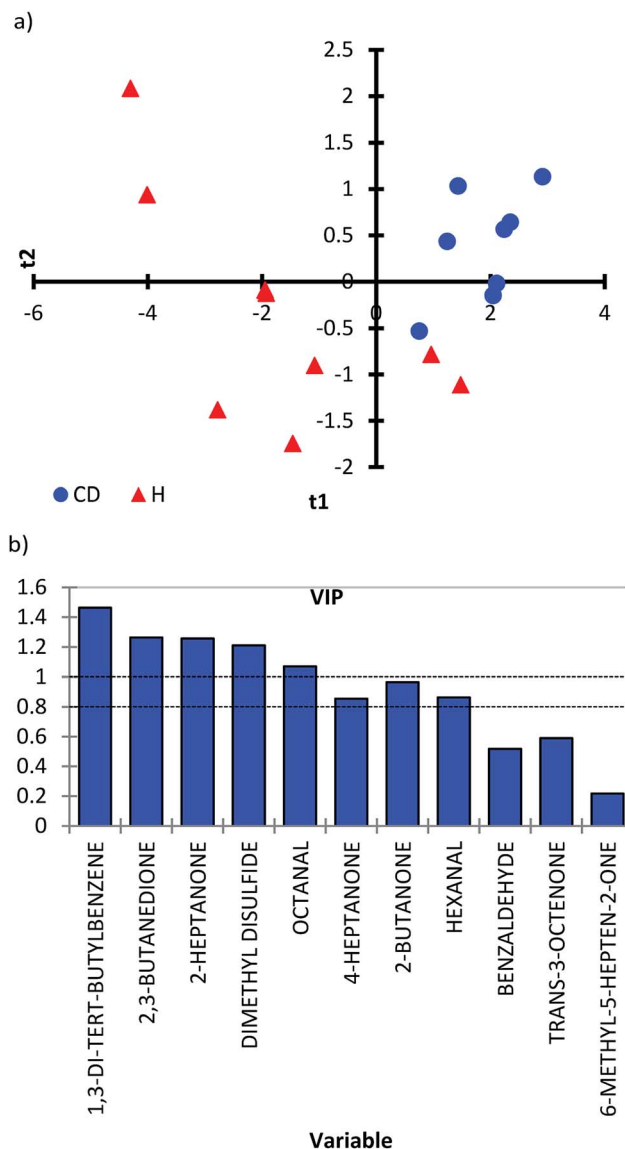 a)
2.5
2
1.5
1
0.5
t2
0
-6
-4
-2
0
2
4
-0.5
-1
-1.5
-2
CD
H
t1
b)
VIP
1.6
1.4
1.2
1
0.8
0.6
0.4
0.2
0
1,3-DI-TERT-BUTYLBENZENE
2,3-BUTANEDIONE
2-HEPTANONE
DIMETHYL DISULFIDE
OCTANAL
4-HEPTANONE
2-BUTANONE
HEXANAL
BENZALDEHYDE
TRANS-3-OCTENONE
6-METHYL-5-HEPTEN-2-ONE
Variable